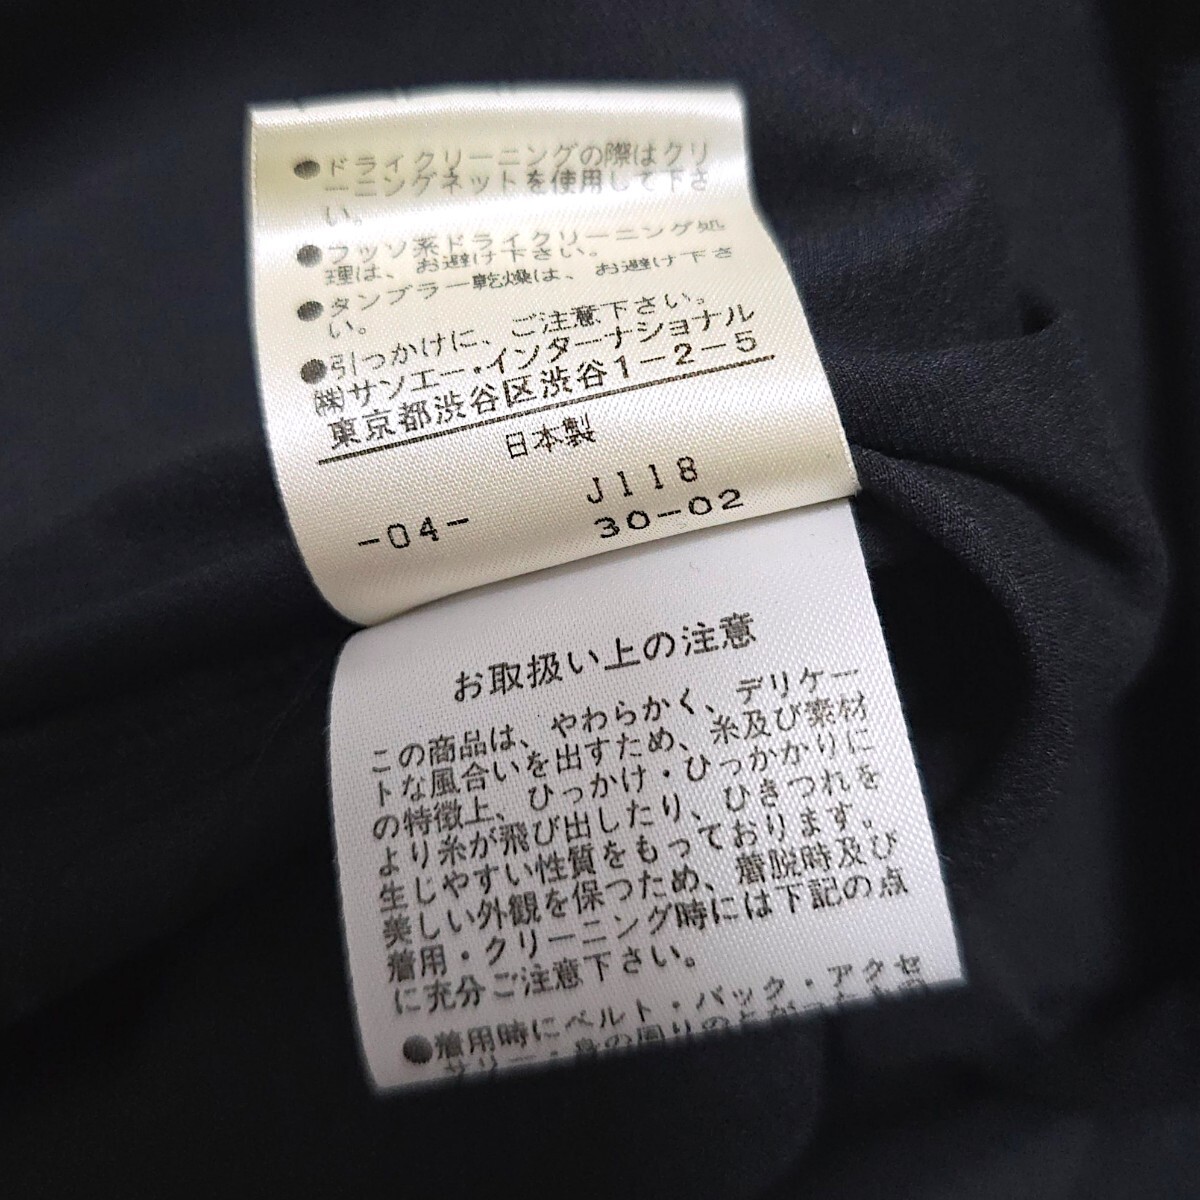 ●ドライクリーニングの際はクリ
ーニングネットを使用して下さ
い。
●フッソ系ドライクリーニング処
理は、お避け下さい。
●タンブラー乾燥は、お避け下さ
い。
●引っかけに、ご注意下さい。
㈱サンエー・インターナショナル
東京都渋谷区渋谷1-2-5
日本製
J118
-04- 30-02
お取扱い上の注意
この商品は、やわらかく、デリケー
トな風合いを出すため、糸及び素材
の特徴上、ひっかけ・ひっかかりに
より糸が飛び出したり、ひきつれを
生じやすい性質をもっております。
美しい外観を保つため、着脱時及び
着用・クリーニング時には下記の点
に充分ご注意下さい。
●着用時にベルト・バック・アクセ
サリー・身の周りの